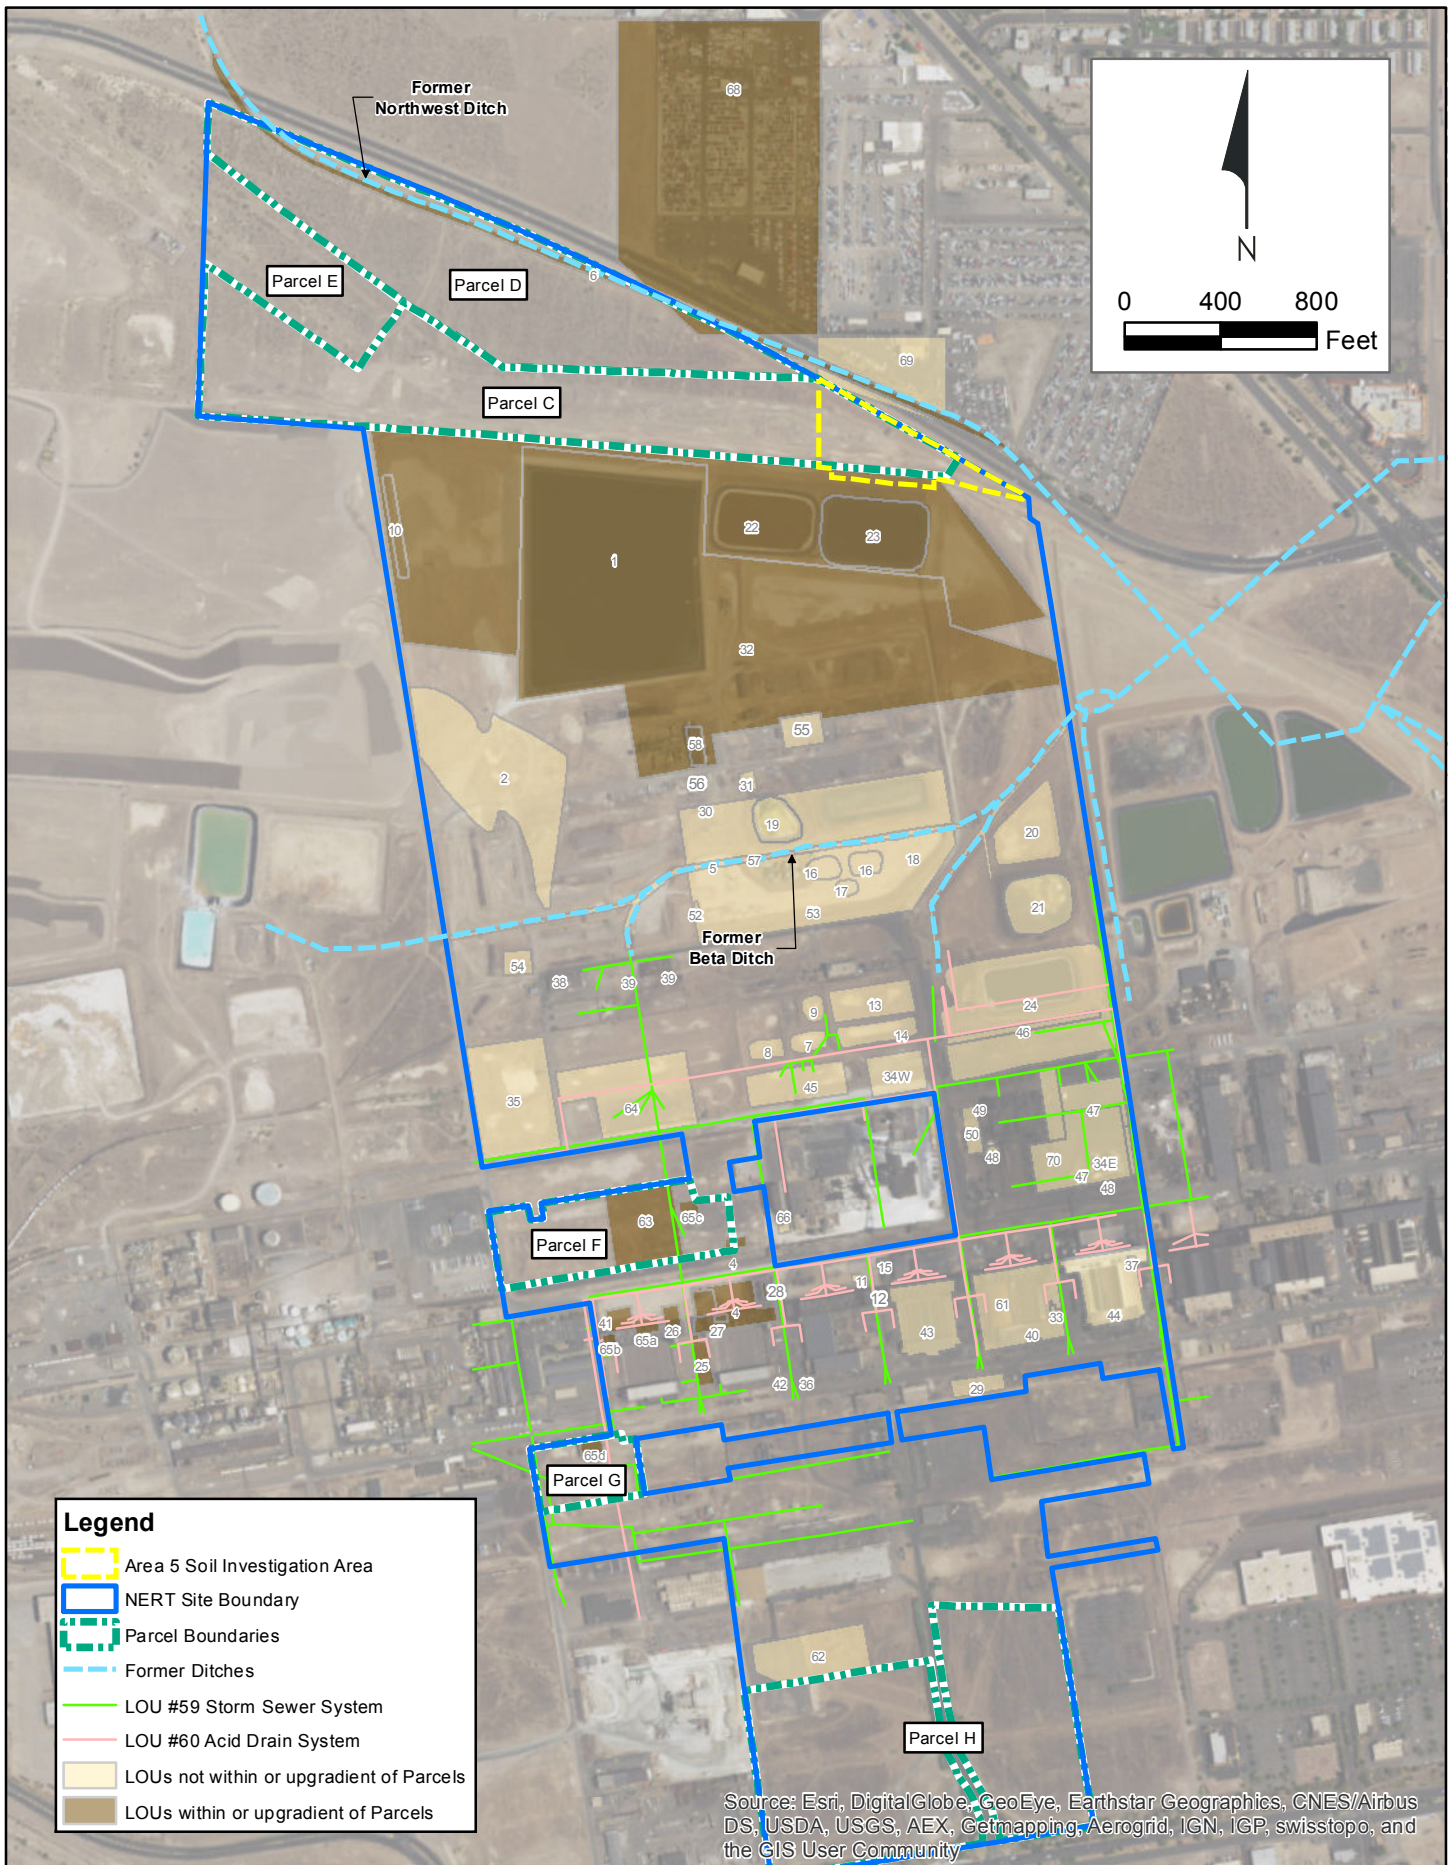 Former
Northwest Ditch
68
N
0 400 800
Feet
Parcel E
Parcel D
6
69
Parcel C
10
1
22
23
32
58
55
2
56
31
30
19
20
5
57
16
16
18
17
21
52
53
Former
Beta Ditch
54
38
39
39
9
13
24
14
46
7
8
34W
45
35
64
49
47
50
48
70
34E
47
48
63
65c
66
Parcel F
4
15
37
11
28
12
4
61
41
26
27
33
44
65a
43
40
65b
25
42
36
29
65d
Parcel G
62
Parcel H
Legend
Area 5 Soil Investigation Area
NERT Site Boundary
Parcel Boundaries
Former Ditches
LOU #59 Storm Sewer System
LOU #60 Acid Drain System
LOUs not within or upgradient of Parcels
LOUs within or upgradient of Parcels
Source: Esri, DigitalGlobe, GeoEye, Earthstar Geographics, CNES/Airbus
DS, USDA, USGS, AEX, Getmapping, Aerogrid, IGN, IGP, swisstopo, and
the GIS User Community